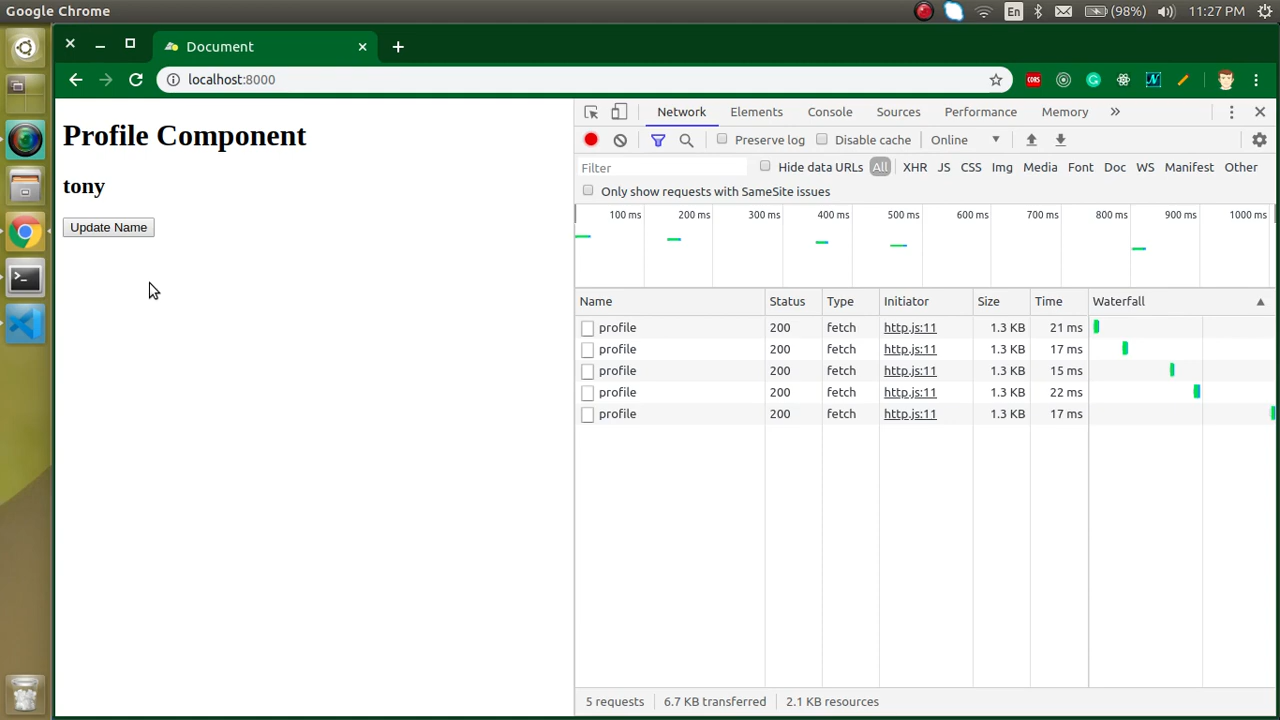 Google Chrome
En
(98%)
11:27 PM
Document
localhost:8000
CORS
Profile Component
tony
Update Name
Network Elements Console Sources Performance Memory
Preserve log Disable cache Online
Filter Hide data URLs All XHR JS CSS Img Media Font Doc WS Manifest Other
Only show requests with SameSite issues
100 ms 200 ms 300 ms 400 ms 500 ms 600 ms 700 ms 800 ms 900 ms 1000 ms
Name Status Type Initiator Size Time Waterfall
profile 200 fetch http.js:11 1.3 KB 21 ms
profile 200 fetch http.js:11 1.3 KB 17 ms
profile 200 fetch http.js:11 1.3 KB 15 ms
profile 200 fetch http.js:11 1.3 KB 22 ms
profile 200 fetch http.js:11 1.3 KB 17 ms
5 requests 6.7 KB transferred 2.1 KB resources